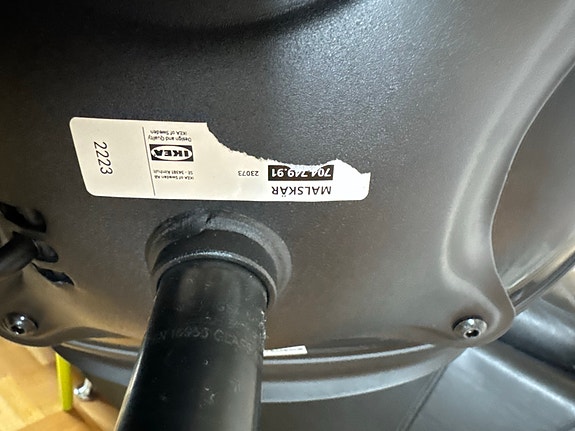 MALSKÄR
704.749.91
23073
IKEA
Design and Quality
IKEA of Sweden
IKEA of Sweden AB
SE - 34381 Älmhult
2223